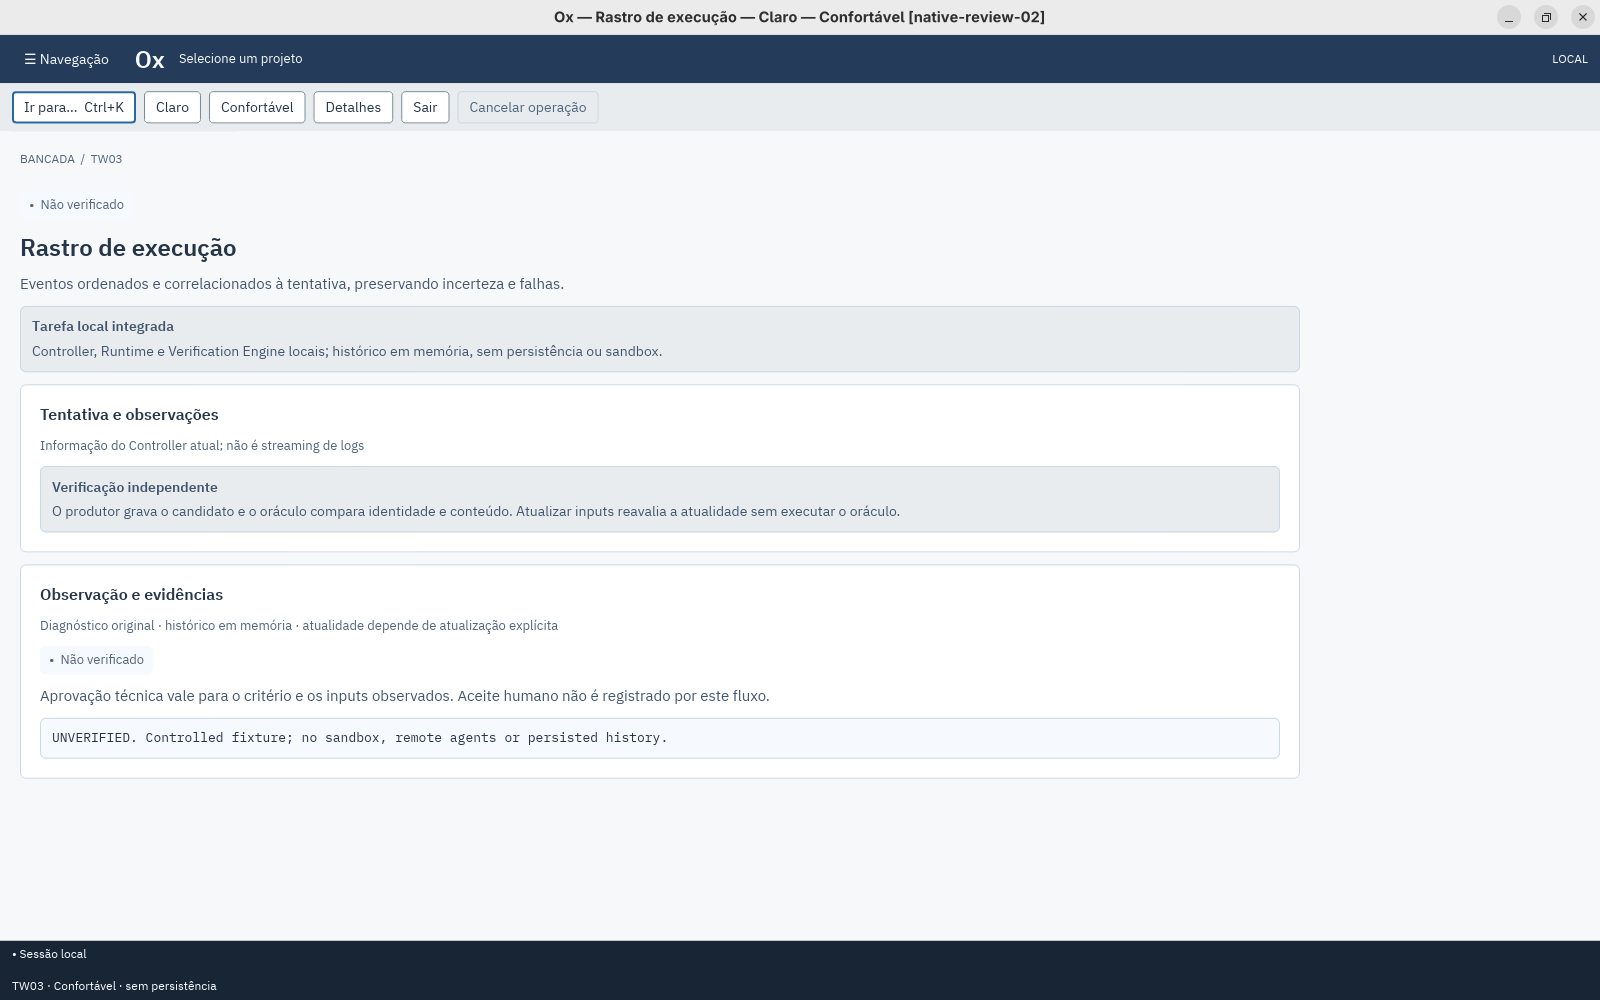 Ox — Rastro de execução — Claro — Confortável [native-review-02]
☰ Navegação Ox Selecione um projeto LOCAL
Ir para... Ctrl+K Claro Confortável Detalhes Sair Cancelar operação
BANCADA / TW03
• Não verificado
Rastro de execução
Eventos ordenados e correlacionados à tentativa, preservando incerteza e falhas.
Tarefa local integrada
Controller, Runtime e Verification Engine locais; histórico em memória, sem persistência ou sandbox.
Tentativa e observações
Informação do Controller atual; não é streaming de logs
Verificação independente
O produtor grava o candidato e o oráculo compara identidade e conteúdo. Atualizar inputs reavalia a atualidade sem executar o oráculo.
Observação e evidências
Diagnóstico original · histórico em memória · atualidade depende de atualização explícita
• Não verificado
Aprovação técnica vale para o critério e os inputs observados. Aceite humano não é registrado por este fluxo.
UNVERIFIED. Controlled fixture; no sandbox, remote agents or persisted history.
• Sessão local
TW03 · Confortável · sem persistência